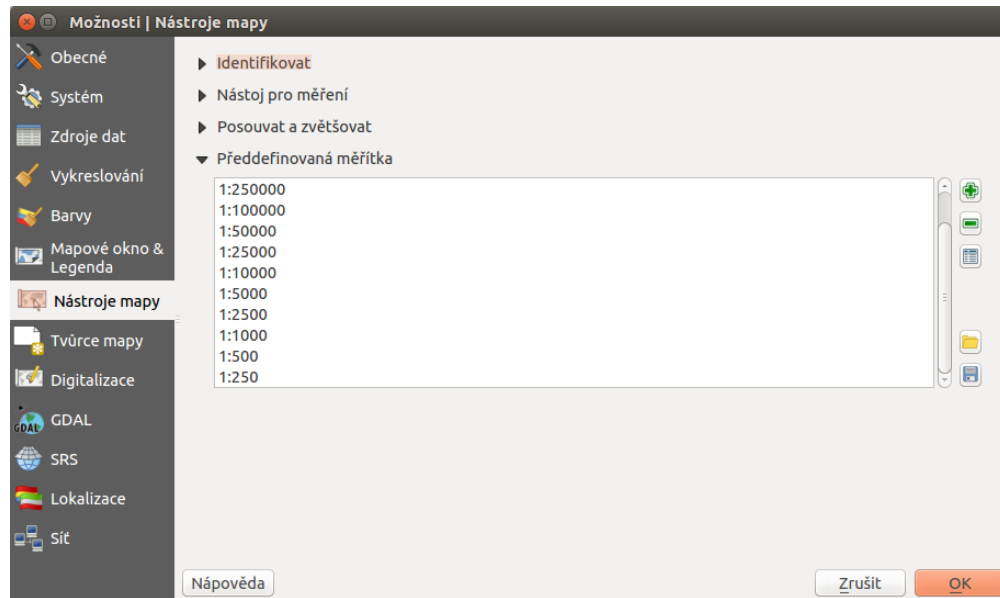 Možnosti | Nástroje mapy
Obecné
Systém
Zdroje dat
Vykreslování
Barvy
Mapové okno &
Legenda
Nástroje mapy
Tvůrce mapy
Digitalizace
GDAL
GDAL
SRS
Lokalizace
Síť
Identifikovat
Nástoj pro měření
Posouvat a zvětšovat
Předdefinovaná měřítka
1:250000
1:100000
1:50000
1:25000
1:10000
1:5000
1:2500
1:1000
1:500
1:250
Nápověda
Zrušit
OK